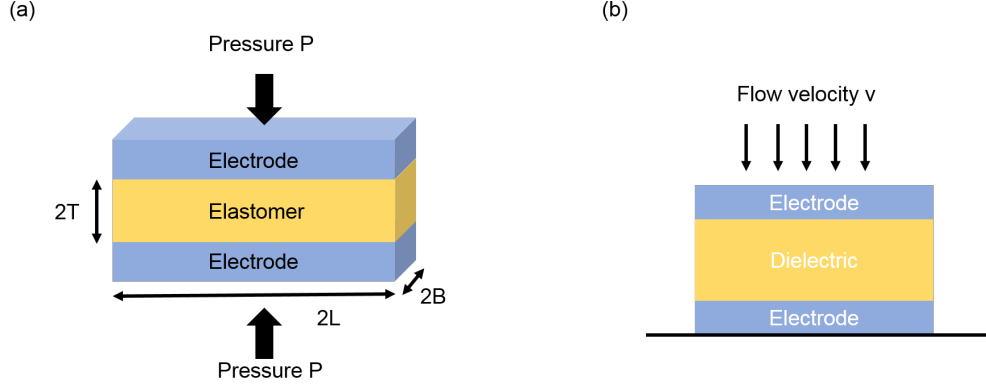 (a)
Pressure P
Electrode
2T
Elastomer
Electrode
2B
2L
Pressure P
(b)
Flow velocity v
Electrode
Dielectric
Electrode